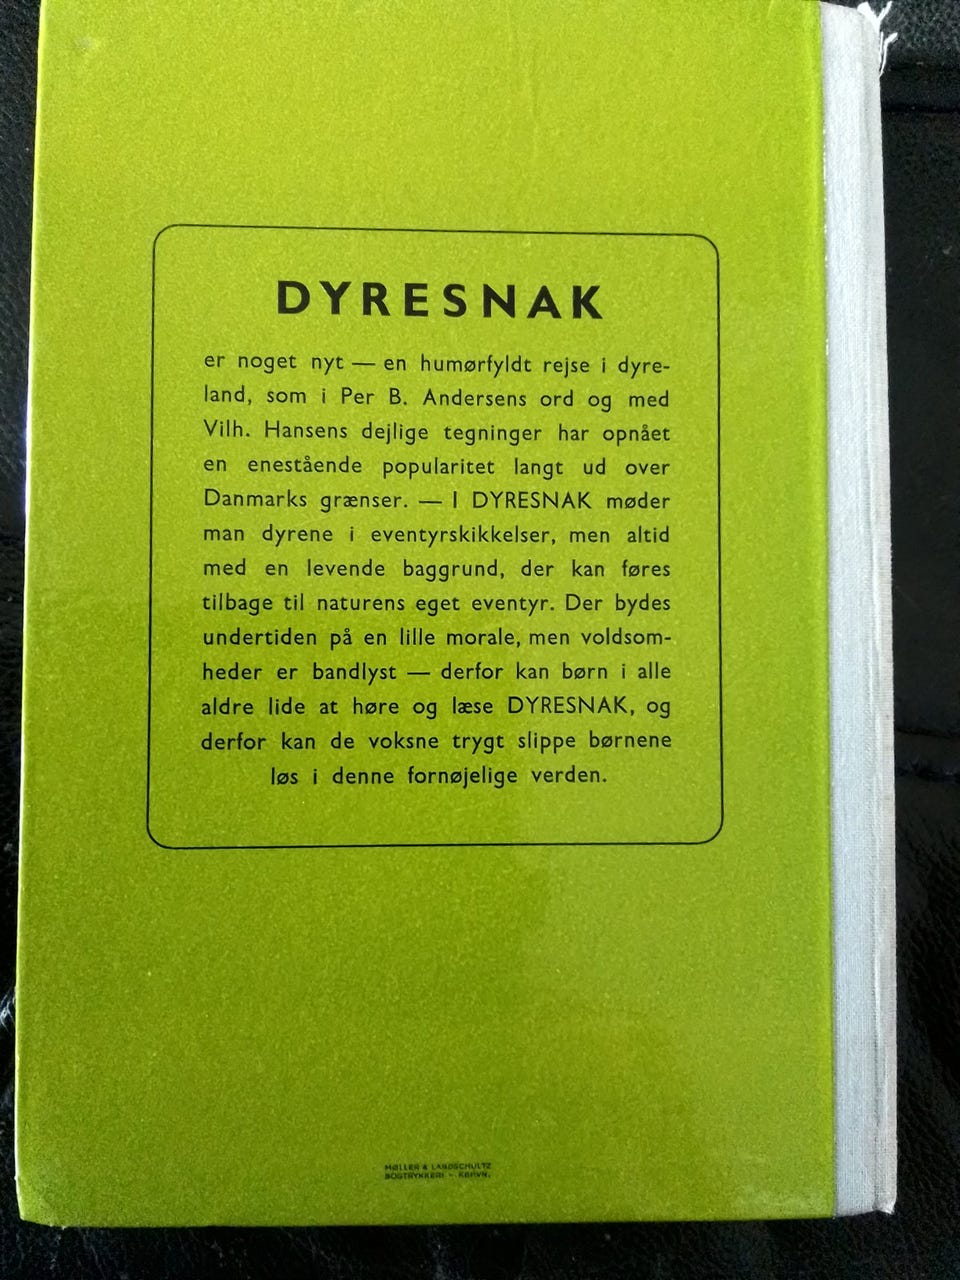 DYRESNAK
er noget nyt — en humørfyldt rejse i dyre-
land, som i Per B. Andersens ord og med
Vilh. Hansens dejlige tegninger har opnået
en enestående popularitet langt ud over
Danmarks grænser. — I DYRESNAK møder
man dyrene i eventyrskikkelser, men altid
med en levende baggrund, der kan føres
tilbage til naturens eget eventyr. Der bydes
undertiden på en lille morale, men voldsom-
heder er bandlyst — derfor kan børn i alle
aldre lide at høre og læse DYRESNAK, og
derfor kan de voksne trygt slippe børnene
løs i denne fornøjelige verden.
MØLLER & LANDSCHULTZ
BOGTRYKKERI - KBHVN.